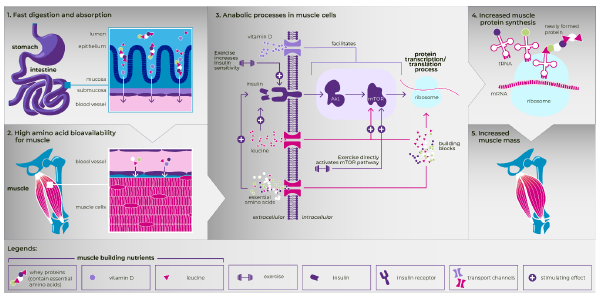 1. Fast digestion and absorption
stomach
intestine
lumen
epithelium
mucosa
submucosa
blood vessel
2. High amino acid bioavailability
for muscle
blood vessel
muscle
muscle cells
3. Anabolic processes in muscle cells
vitamin D
facilitates
Exercise increases
insulin
sensitivity
insulin
leucine
essential
amino acids
extracellular
intracellular
Akt
mTOR
Exercise directly
activates mTOR-pathway
protein
transcription/
translation
process
ribosome
building
blocks
4. Increased muscle
protein synthesis
newly formed
protein
tRNA
mRNA
ribosome
5. Increased
muscle mass
Legends:
muscle building nutrients
whey proteins
(contain essential
amino acids)
vitamin D
leucine
exercise
Insulin
Insulin receptor
transport channels
stimulating effect